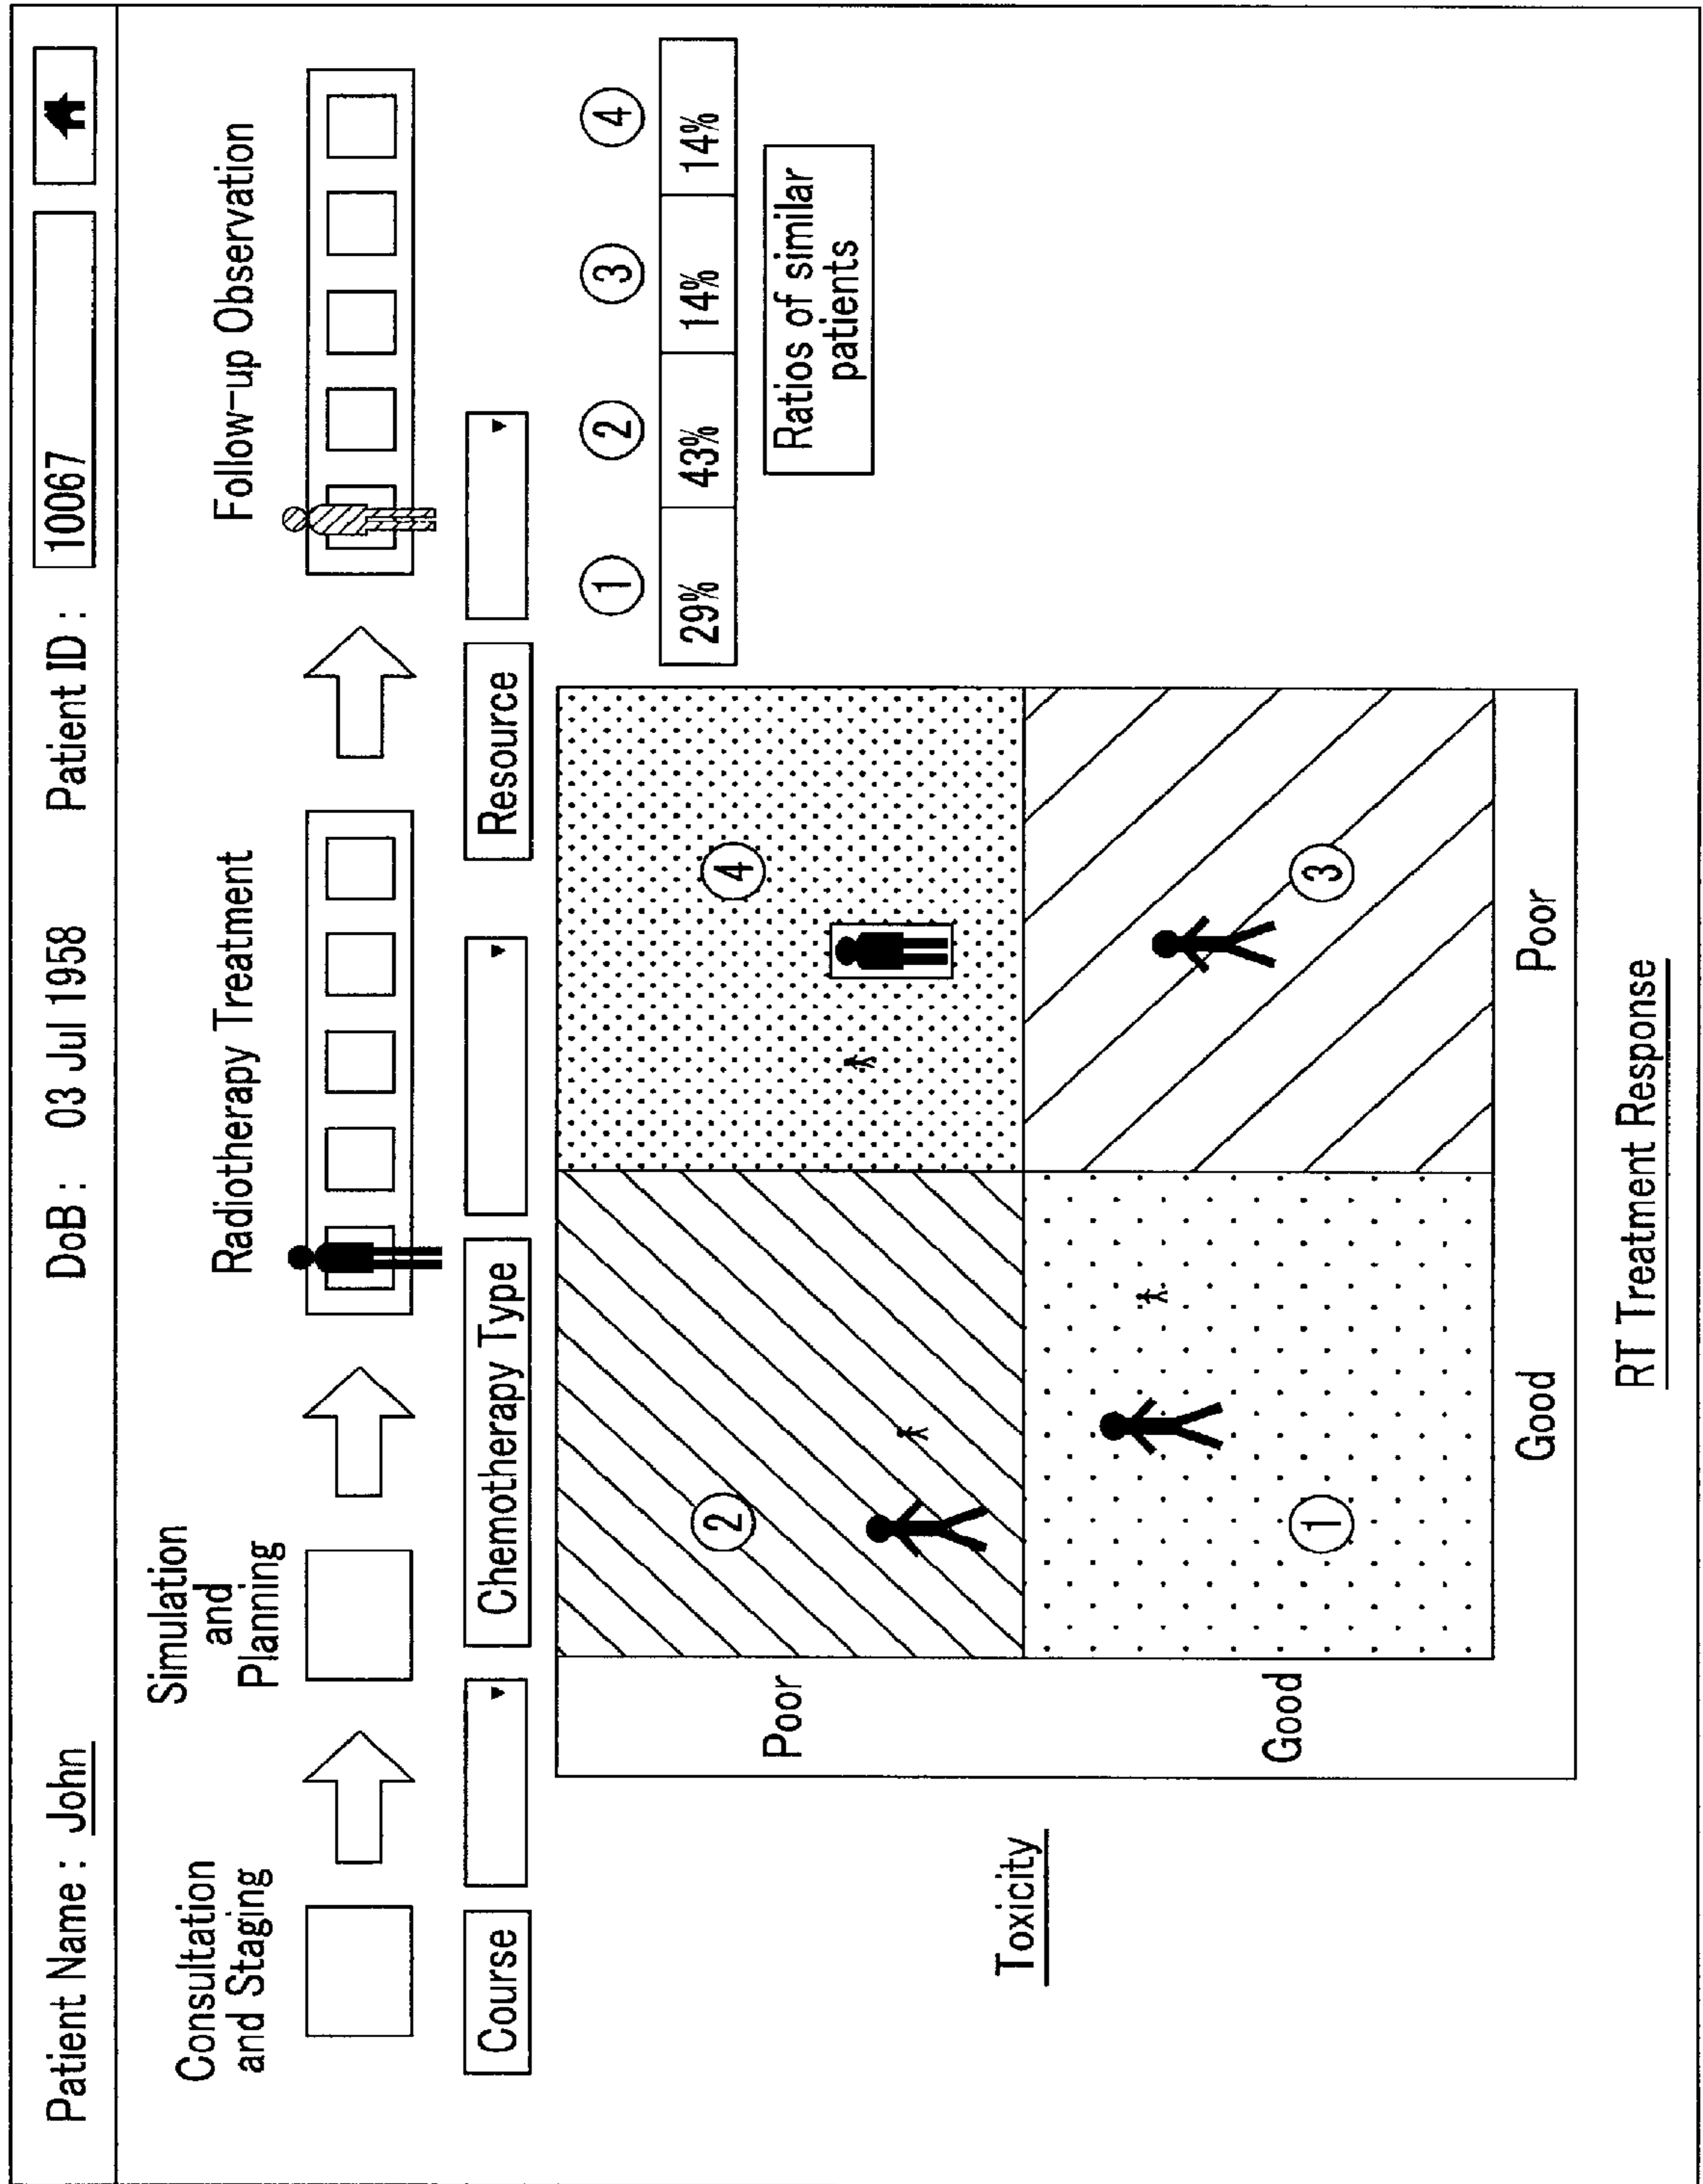 Patient Name : John
DoB : 03 Jul 1958
Patient ID : 10067
Consultation
and Staging
Simulation
and
Planning
Radiotherapy Treatment
Follow-up Observation
Course
Chemotherapy Type
Resource
Toxicity
Poor
Good
2
4
1
3
Good
Poor
RT Treatment Response
1 2 3 4
29% 43% 14% 14%
Ratios of similar
patients